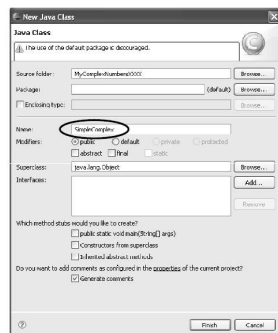 New Java Class
Java Class
The use of the default package is discouraged.
Source folder: MyComplexNumbersXXXX Browse...
Package: (default) Browse...
Enclosing type: Browse...
Name: SimpleComplex
Modifiers: public default private protected
abstract final static
Superclass: java.lang.Object Browse...
Interfaces: Add...
Remove
Which method stubs would you like to create?
public static void main(String[] args)
Constructors from superclass
Inherited abstract methods
Do you want to add comments as configured in the properties of the current project?
Generate comments
Finish Cancel